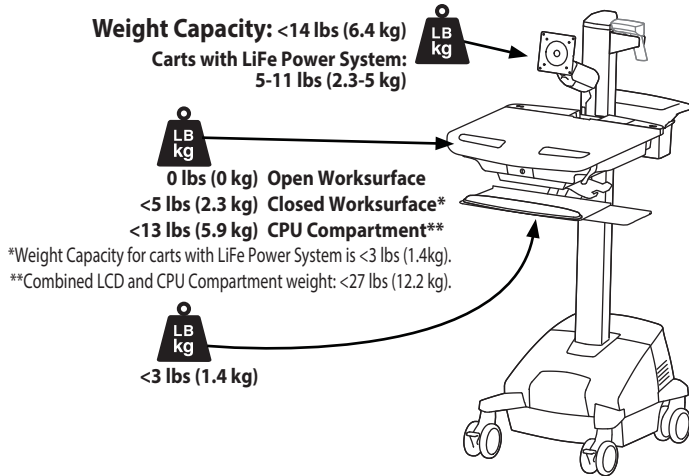 Weight Capacity: <14 lbs (6.4 kg)
LB
kg
Carts with LiFe Power System:
5-11 lbs (2.3-5 kg)
LB
kg
0 lbs (0 kg) Open Worksurface
<5 lbs (2.3 kg) Closed Worksurface*
<13 lbs (5.9 kg) CPU Compartment**
*Weight Capacity for carts with LiFe Power System is <3 lbs (1.4kg).
**Combined LCD and CPU Compartment weight: <27 lbs (12.2 kg).
LB
kg
<3 lbs (1.4 kg)